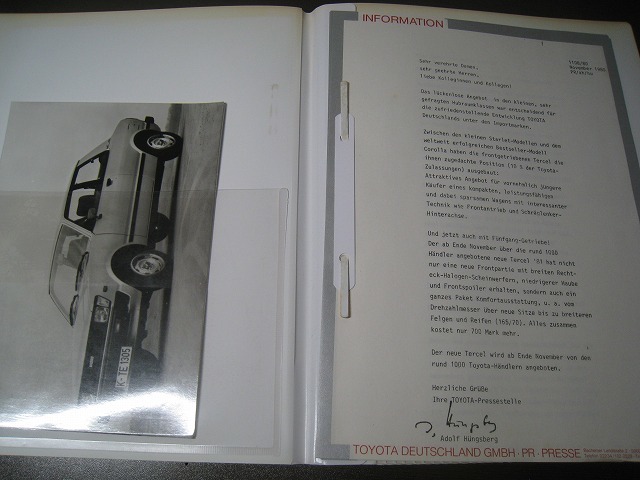 INFORMATION
Sehr verehrte Damen,
sehr geehrte Herren,
liebe Kolleginnen und Kollegen!
November 1980
Das lückenlose Angebot in den kleinen, sehr
gefragten Hubraumklassen war entscheidend für
die zufriedenstellende Entwicklung TOYOTA
Deutschlands unter den Importmarken.
Zwischen den kleinen Starlet-Modellen und dem
weltweit erfolgreichen Bestseller-Modell
Corolla haben die frontgetriebenen Tercel die
ihnen zugedachte Position (10 % der Toyota-
Zulassungen) ausgebaut:
Attraktives Angebot für vornehmlich jüngere
Käufer eines kompakten, leistungsfähigen
und dabei sparsamen Wagens mit interessanter
Technik wie Frontantrieb und Schräglenker-
Hinterachse.
Und jetzt auch mit Fünfgang-Getriebe!
Der ab Ende November über die rund 1000
Händler angebotene neue Tercel '81 hat nicht
nur eine neue Frontpartie mit breiten Recht-
eck-Halogen-Scheinwerfern, niedrigerer Haube
und Frontspoiler erhalten, sondern auch ein
ganzes Paket Komfortausstattung, u. a. vom
Drehzahlmesser über neue Sitze bis zu breiteren
Felgen und Reifen (165/70). Alles zusammen
kostet nur 700 Mark mehr.
Der neue Tercel wird ab Ende November von den
rund 1000 Toyota-Händlern angeboten.
Herzliche Grüße
Ihre TOYOTA-Pressestelle
Adolf Hüngsberg
TOYOTA DEUTSCHLAND GMBH · PR · PRESSE
K-TE 1305